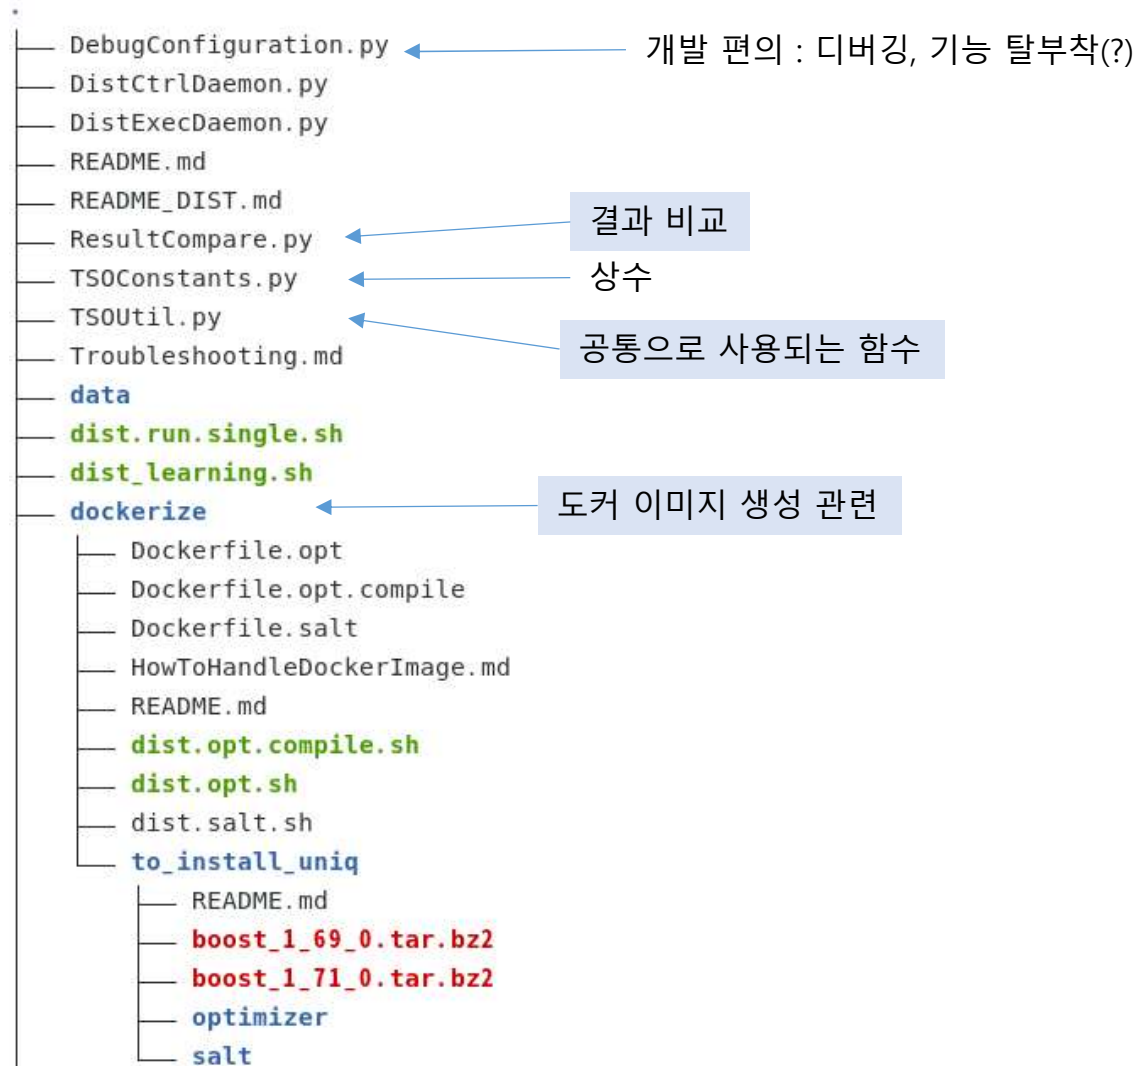 .
DebugConfiguration.py 개발 편의 : 디버깅, 기능 탈부착(?)
DistCtrlDaemon.py
DistExecDaemon.py
README.md
README_DIST.md
ResultCompare.py 결과 비교
TSOConstants.py 상수
TSOUtil.py 공통으로 사용되는 함수
Troubleshooting.md
data
dist.run.single.sh
dist_learning.sh
dockerize 도커 이미지 생성 관련
Dockerfile.opt
Dockerfile.opt.compile
Dockerfile.salt
HowToHandleDockerImage.md
README.md
dist.opt.compile.sh
dist.opt.sh
dist.salt.sh
to_install_uniq
README.md
boost_1_69_0.tar.bz2
boost_1_71_0.tar.bz2
optimizer
salt